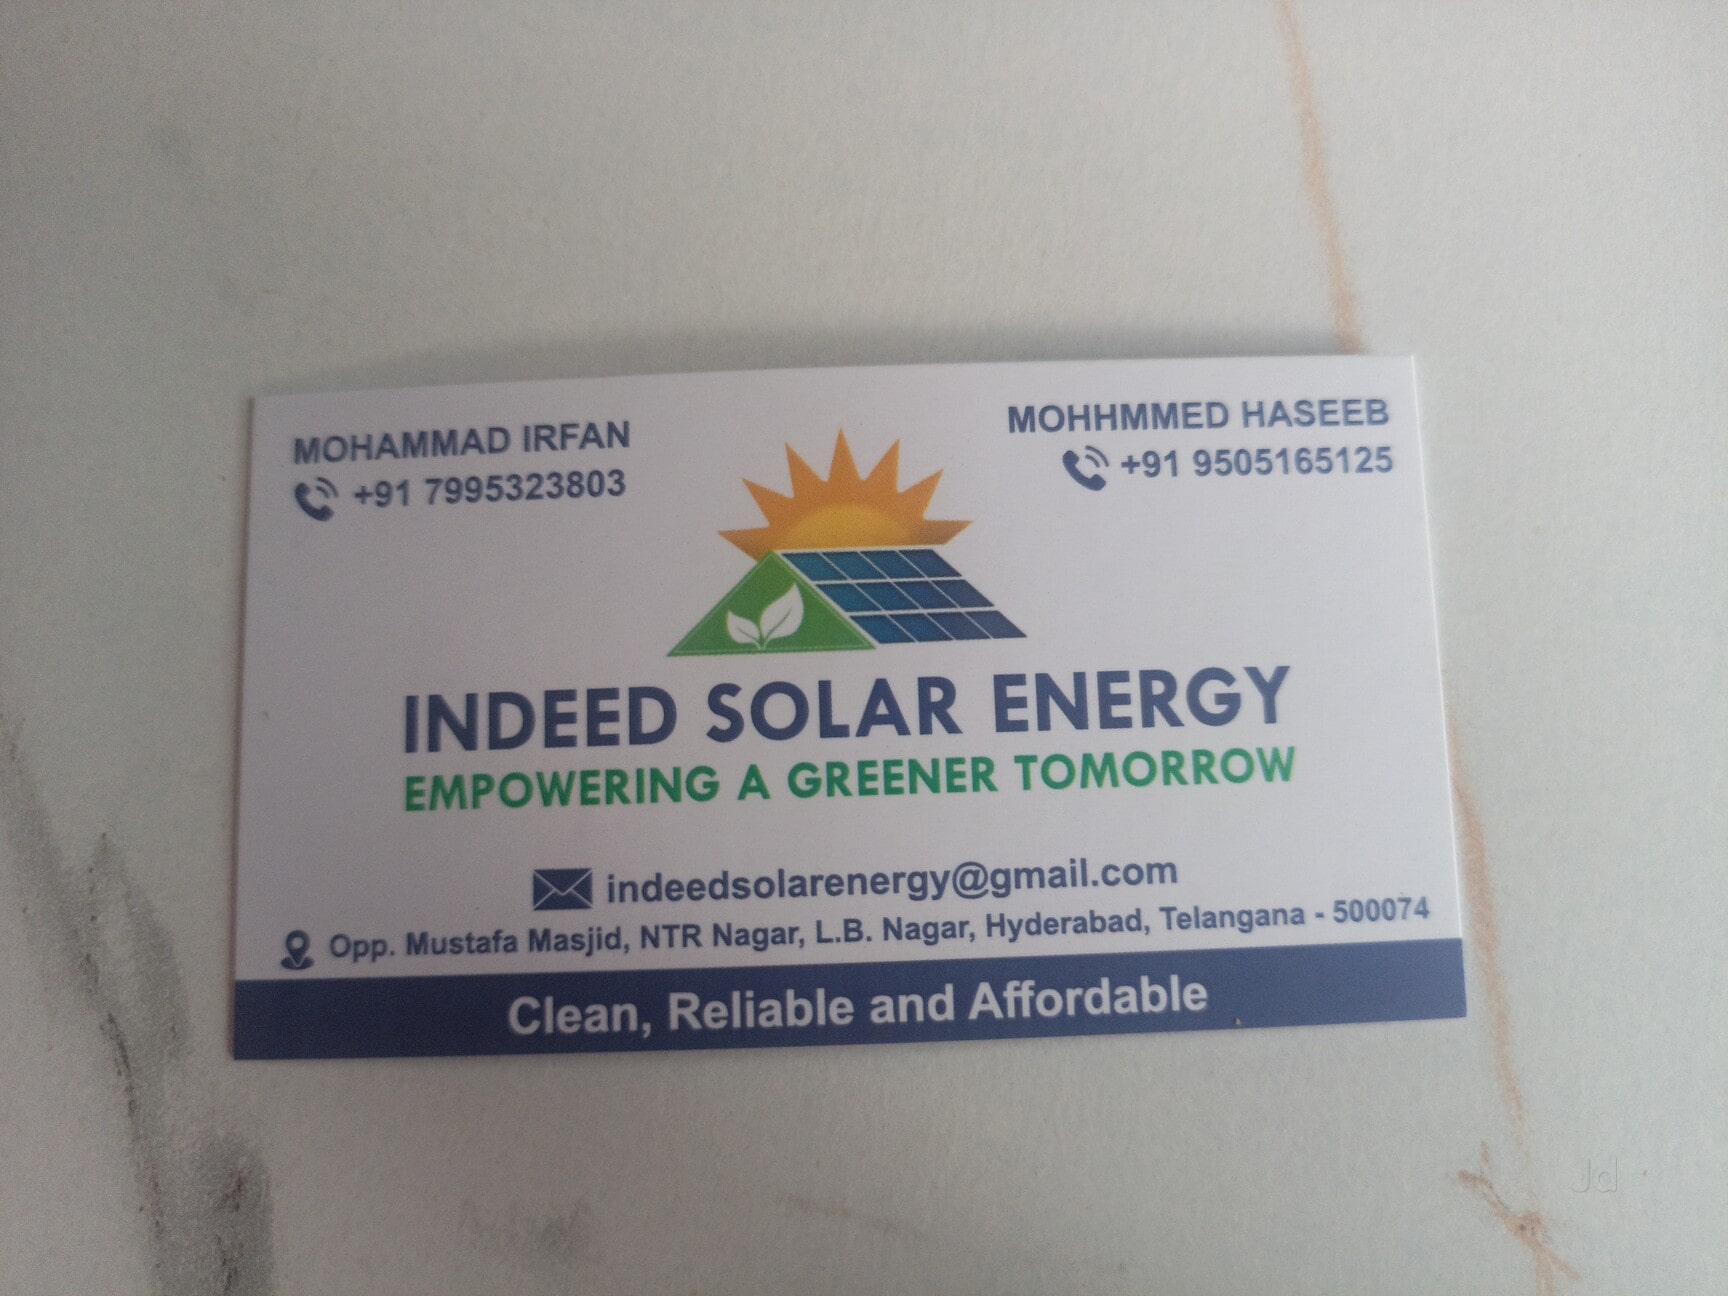 MOHAMMAD IRFAN
+91 7995323803
MOHHMMED HASEEB
+91 9505165125
INDEED SOLAR ENERGY
EMPOWERING A GREENER TOMORROW
indeedsolarenergy@gmail.com
Opp. Mustafa Masjid, NTR Nagar, L.B. Nagar, Hyderabad, Telangana - 500074
Clean, Reliable and Affordable
Jd